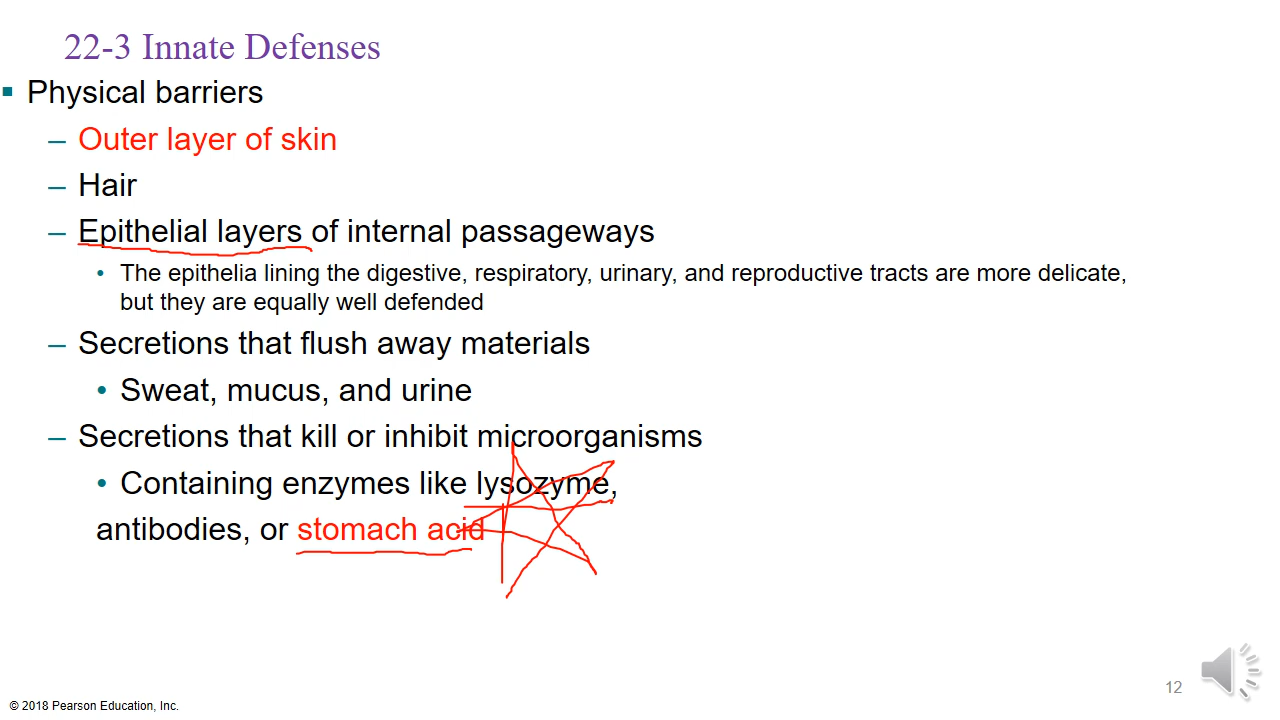 22-3 Innate Defenses
▪ Physical barriers
– Outer layer of skin
– Hair
– Epithelial layers of internal passageways
• The epithelia lining the digestive, respiratory, urinary, and reproductive tracts are more delicate,
but they are equally well defended
– Secretions that flush away materials
• Sweat, mucus, and urine
– Secretions that kill or inhibit microorganisms
• Containing enzymes like lysozyme,
antibodies, or stomach acid
12
© 2018 Pearson Education, Inc.